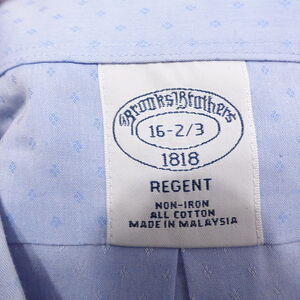 Brooks Brothers
16-2/3
1818
REGENT
NON-IRON
ALL COTTON
MADE IN MALAYSIA